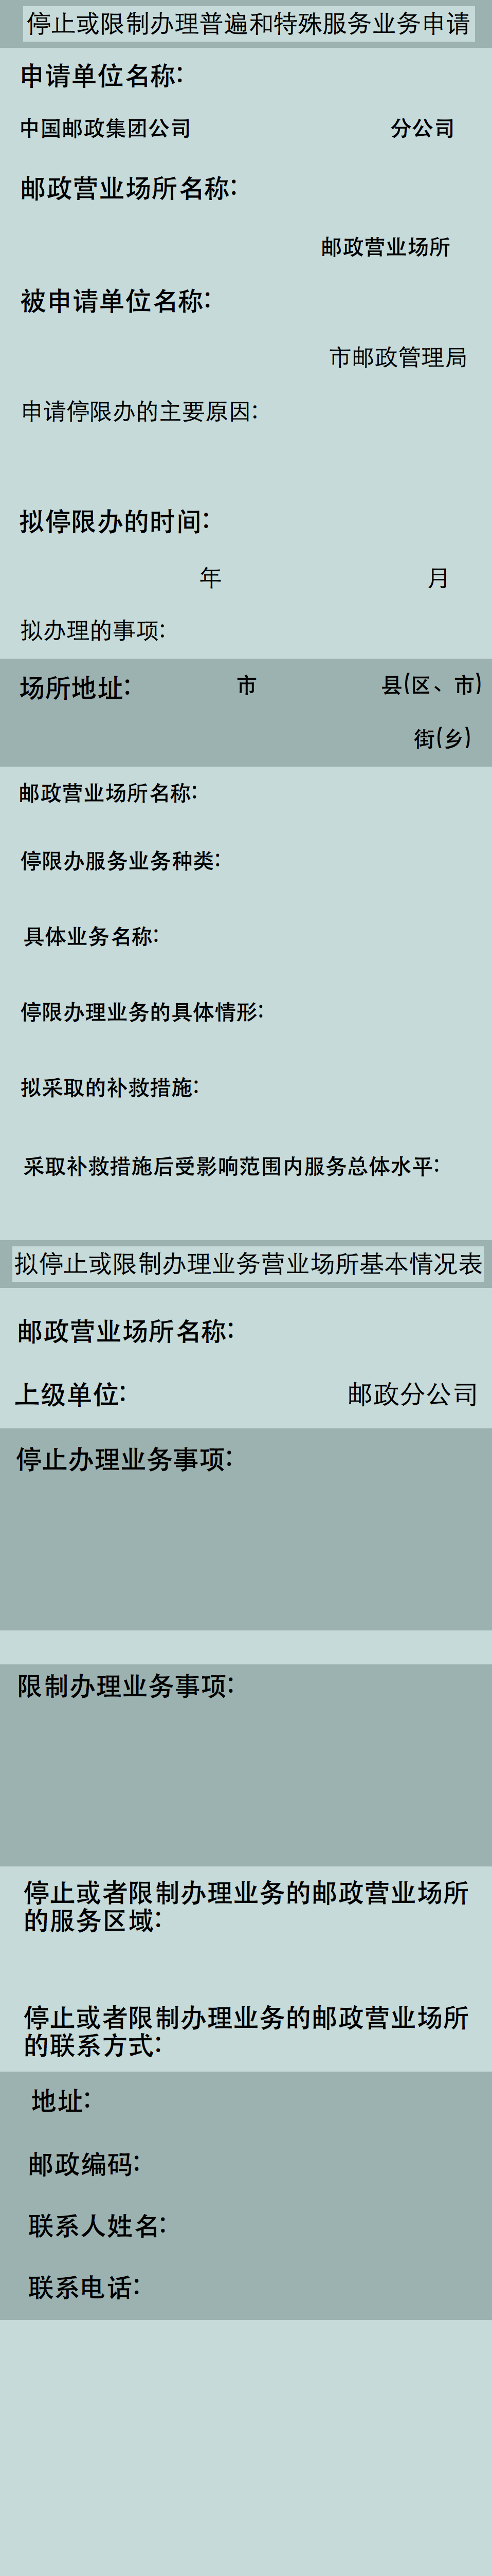 停止或限制办理普遍和特殊服务业务申请
申请单位名称:
中国邮政集团公司 分公司
邮政营业场所名称:
邮政营业场所
被申请单位名称:
市邮政管理局
申请停限办的主要原因:
拟停限办的时间:
年 月
拟办理的事项:
场所地址: 市 县(区、市)
街(乡)
邮政营业场所名称:
停限办服务业务种类:
具体业务名称:
停限办理业务的具体情形:
拟采取的补救措施:
采取补救措施后受影响范围内服务总体水平:
拟停止或限制办理业务营业场所基本情况表
邮政营业场所名称:
上级单位: 邮政分公司
停止办理业务事项:
限制办理业务事项:
停止或者限制办理业务的邮政营业场所
的服务区域:
停止或者限制办理业务的邮政营业场所
的联系方式:
地址:
邮政编码:
联系人姓名:
联系电话: